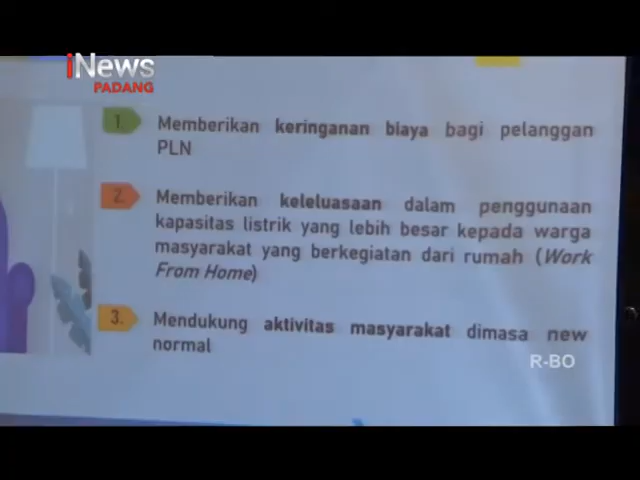 iNews
PADANG
1. Memberikan keringanan biaya bagi pelanggan
PLN
2. Memberikan keleluasaan dalam penggunaan
kapasitas listrik yang lebih besar kepada warga
masyarakat yang berkegiatan dari rumah (Work
From Home)
3. Mendukung aktivitas masyarakat dimasa new
normal
R-BO